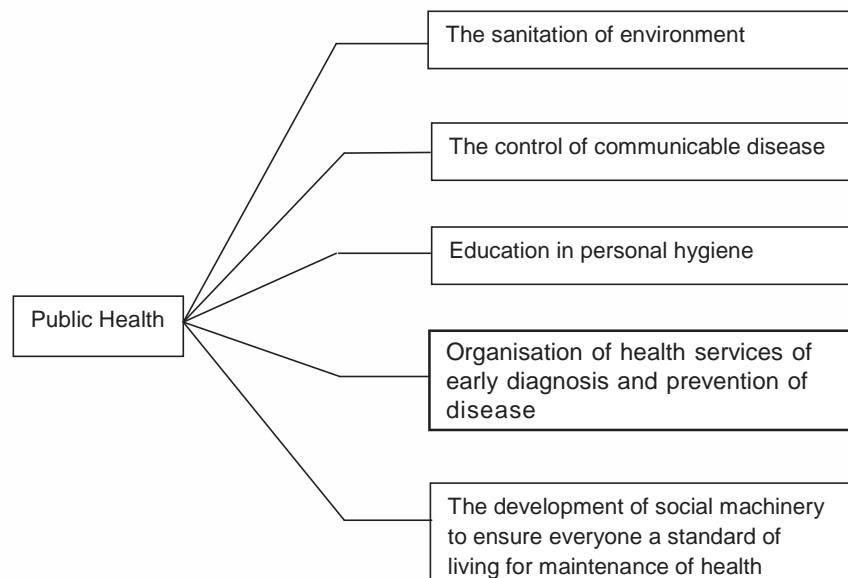 The sanitation of environment
The control of communicable disease
Education in personal hygiene
Public Health
Organisation of health services of
early diagnosis and prevention of
disease
The development of social machinery
to ensure everyone a standard of
living for maintenance of health